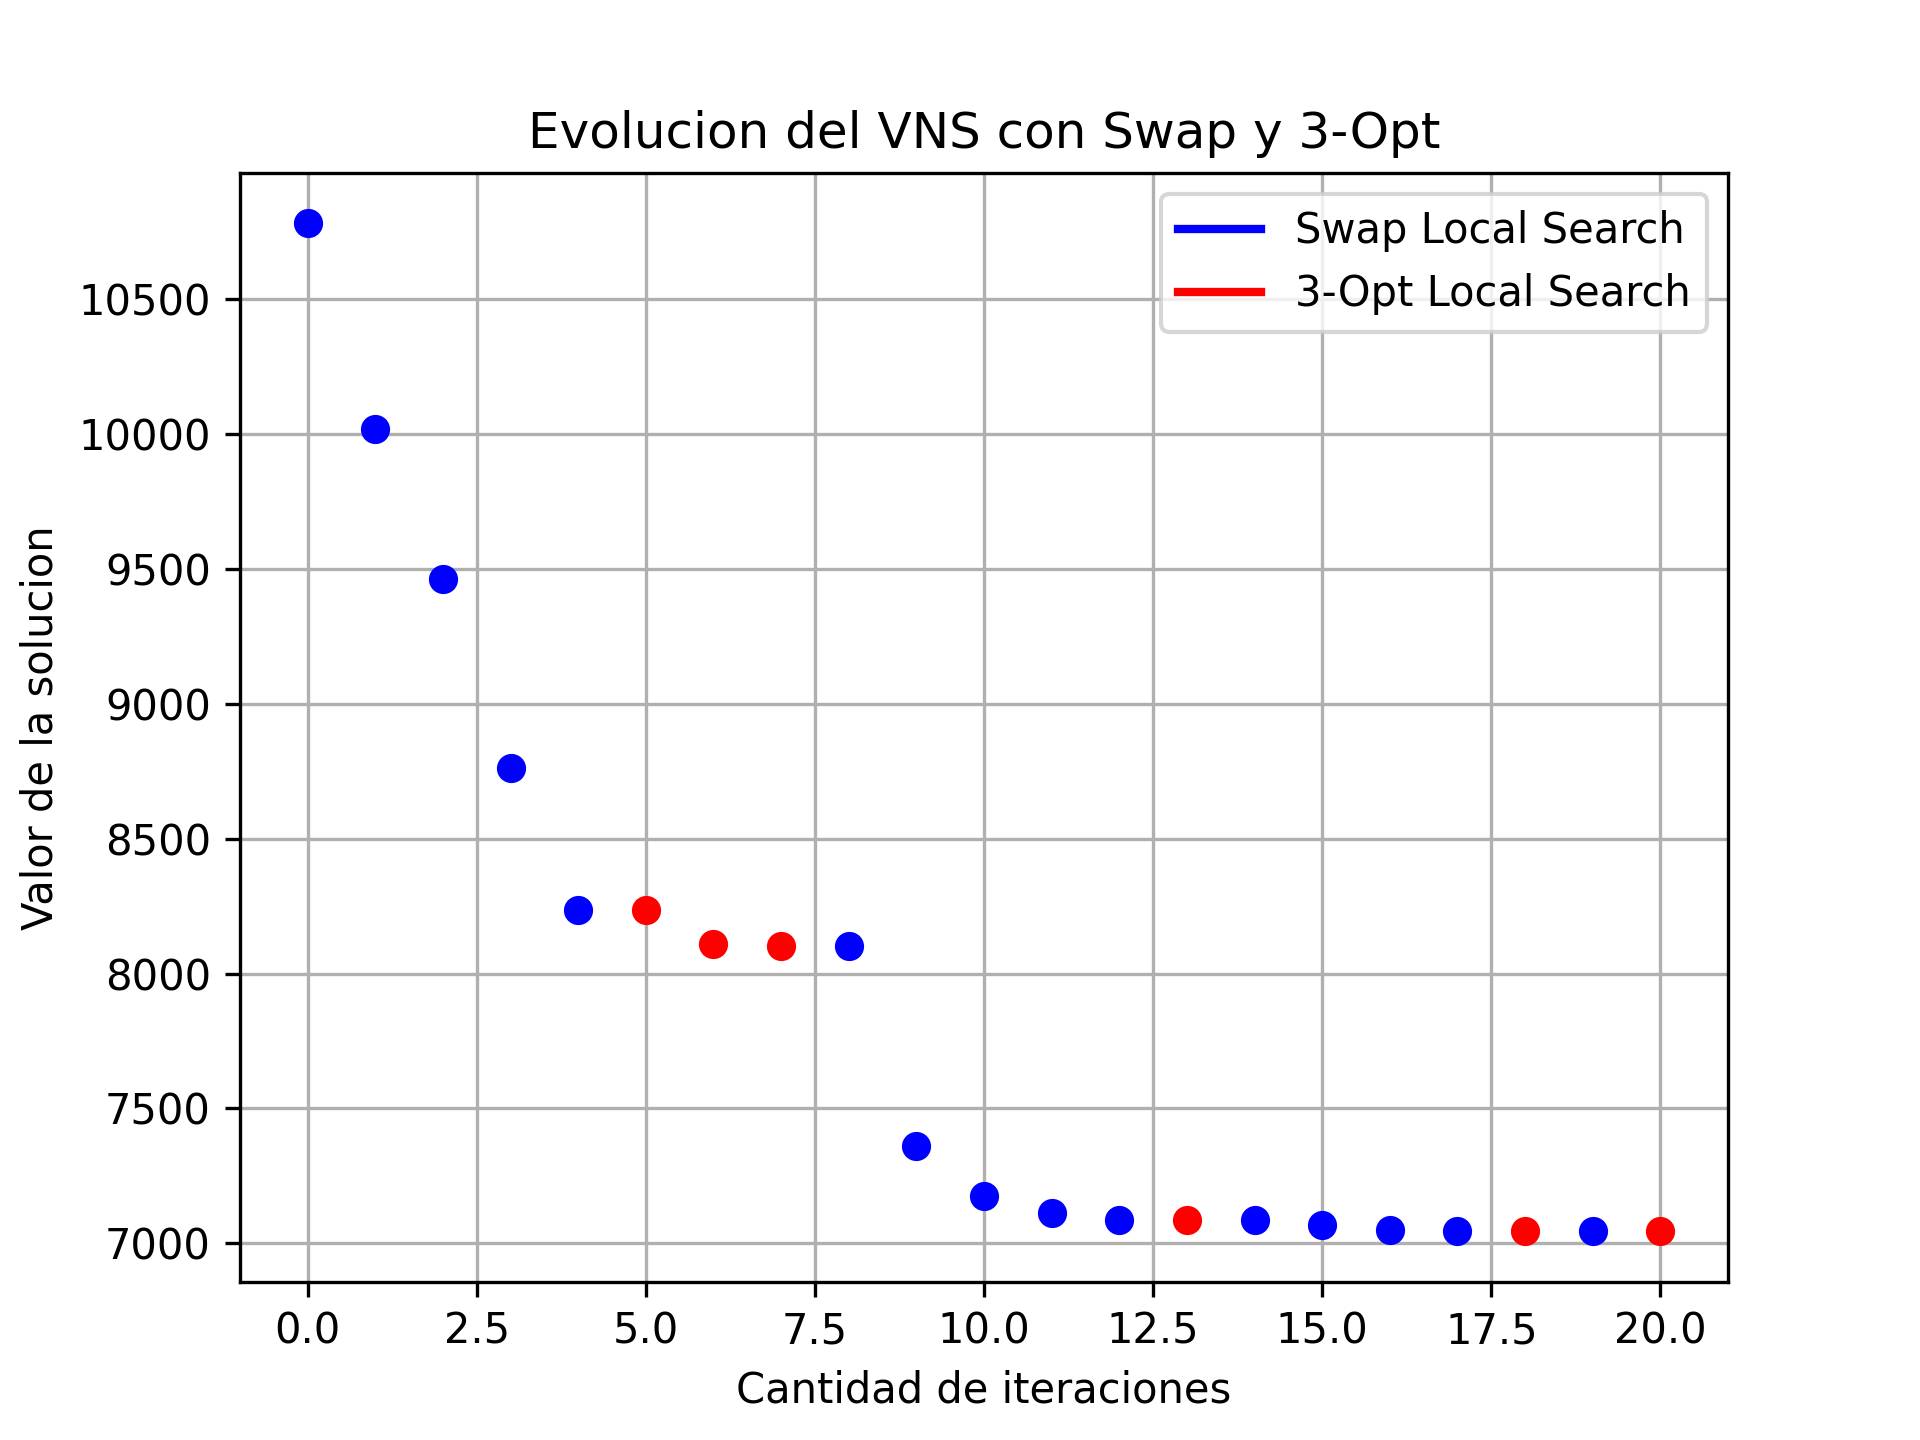 Evolucion del VNS con Swap y 3-Opt
Swap Local Search
3-Opt Local Search
Valor de la solucion
10500
10000
9500
9000
8500
8000
7500
7000
0.0 2.5 5.0 7.5 10.0 12.5 15.0 17.5 20.0
Cantidad de iteraciones